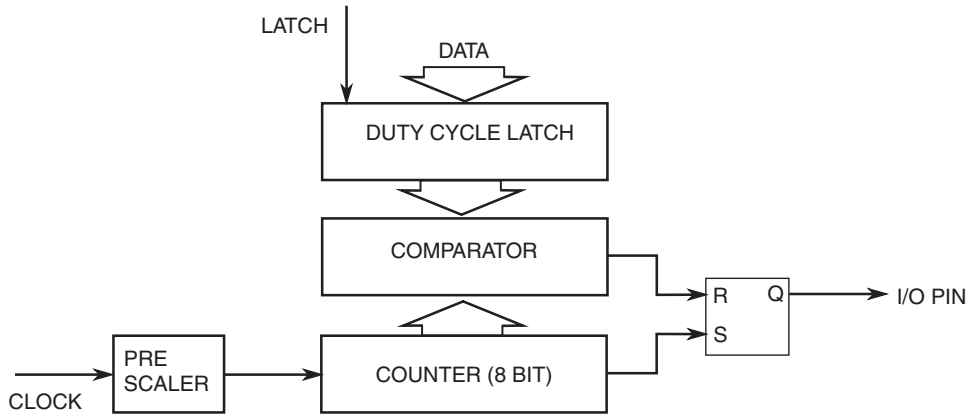 LATCH
DATA
DUTY CYCLE LATCH
COMPARATOR
R
Q
I/O PIN
S
PRE
SCALER
COUNTER (8 BIT)
CLOCK